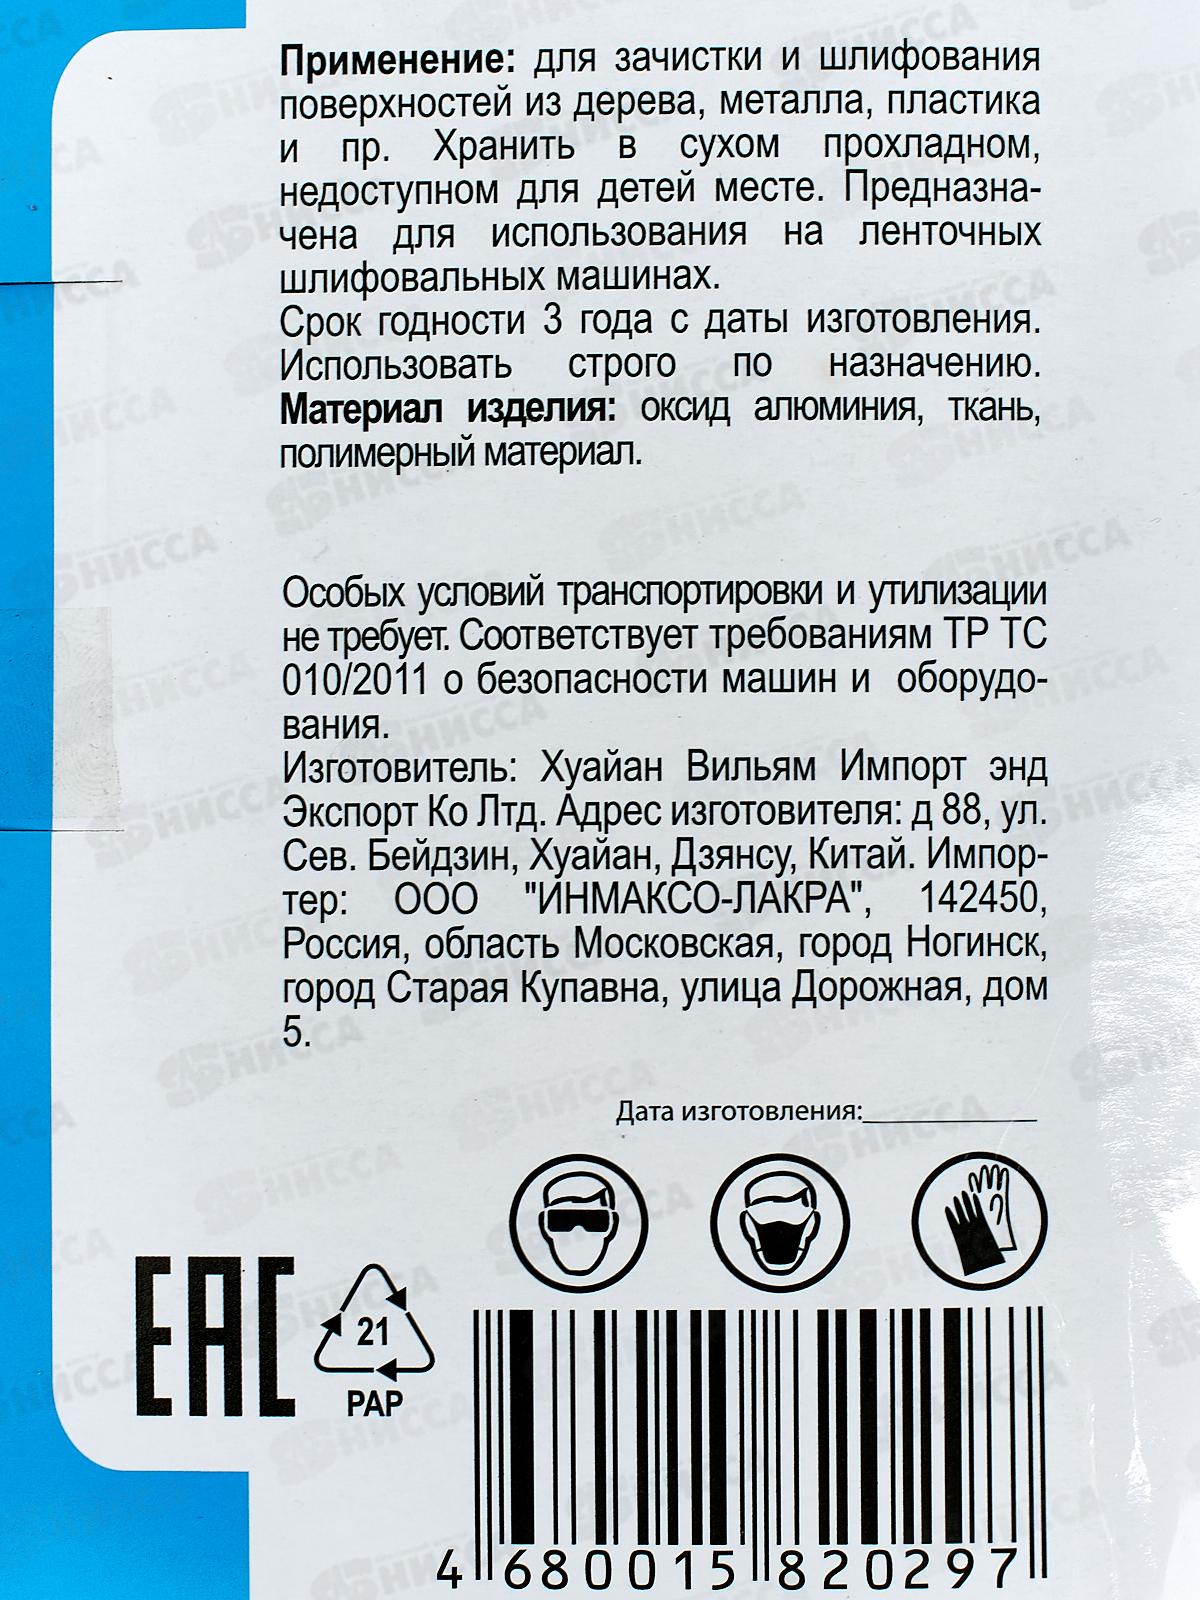 Применение: для зачистки и шлифования
поверхностей из дерева, металла, пластика
и пр. Хранить в сухом прохладном,
недоступном для детей месте. Предназна-
чена для использования на ленточных
шлифовальных машинах.
Срок годности 3 года с даты изготовления.
Использовать строго по назначению.
Материал изделия: оксид алюминия, ткань,
полимерный материал.
Особых условий транспортировки и утилизации
не требует. Соответствует требованиям ТР ТС
010/2011 о безопасности машин и оборудо-
вания.
Изготовитель: Хуайан Вильям Импорт энд
Экспорт Ко Лтд. Адрес изготовителя: д 88, ул.
Сев. Бейдзин, Хуайан, Дзянсу, Китай. Импор-
тер: ООО "ИНМАКСО-ЛАКРА", 142450,
Россия, область Московская, город Ногинск,
город Старая Купавна, улица Дорожная, дом
5.
Дата изготовления:____________
EAC
21
PAP
4 680015 820297
НИССА